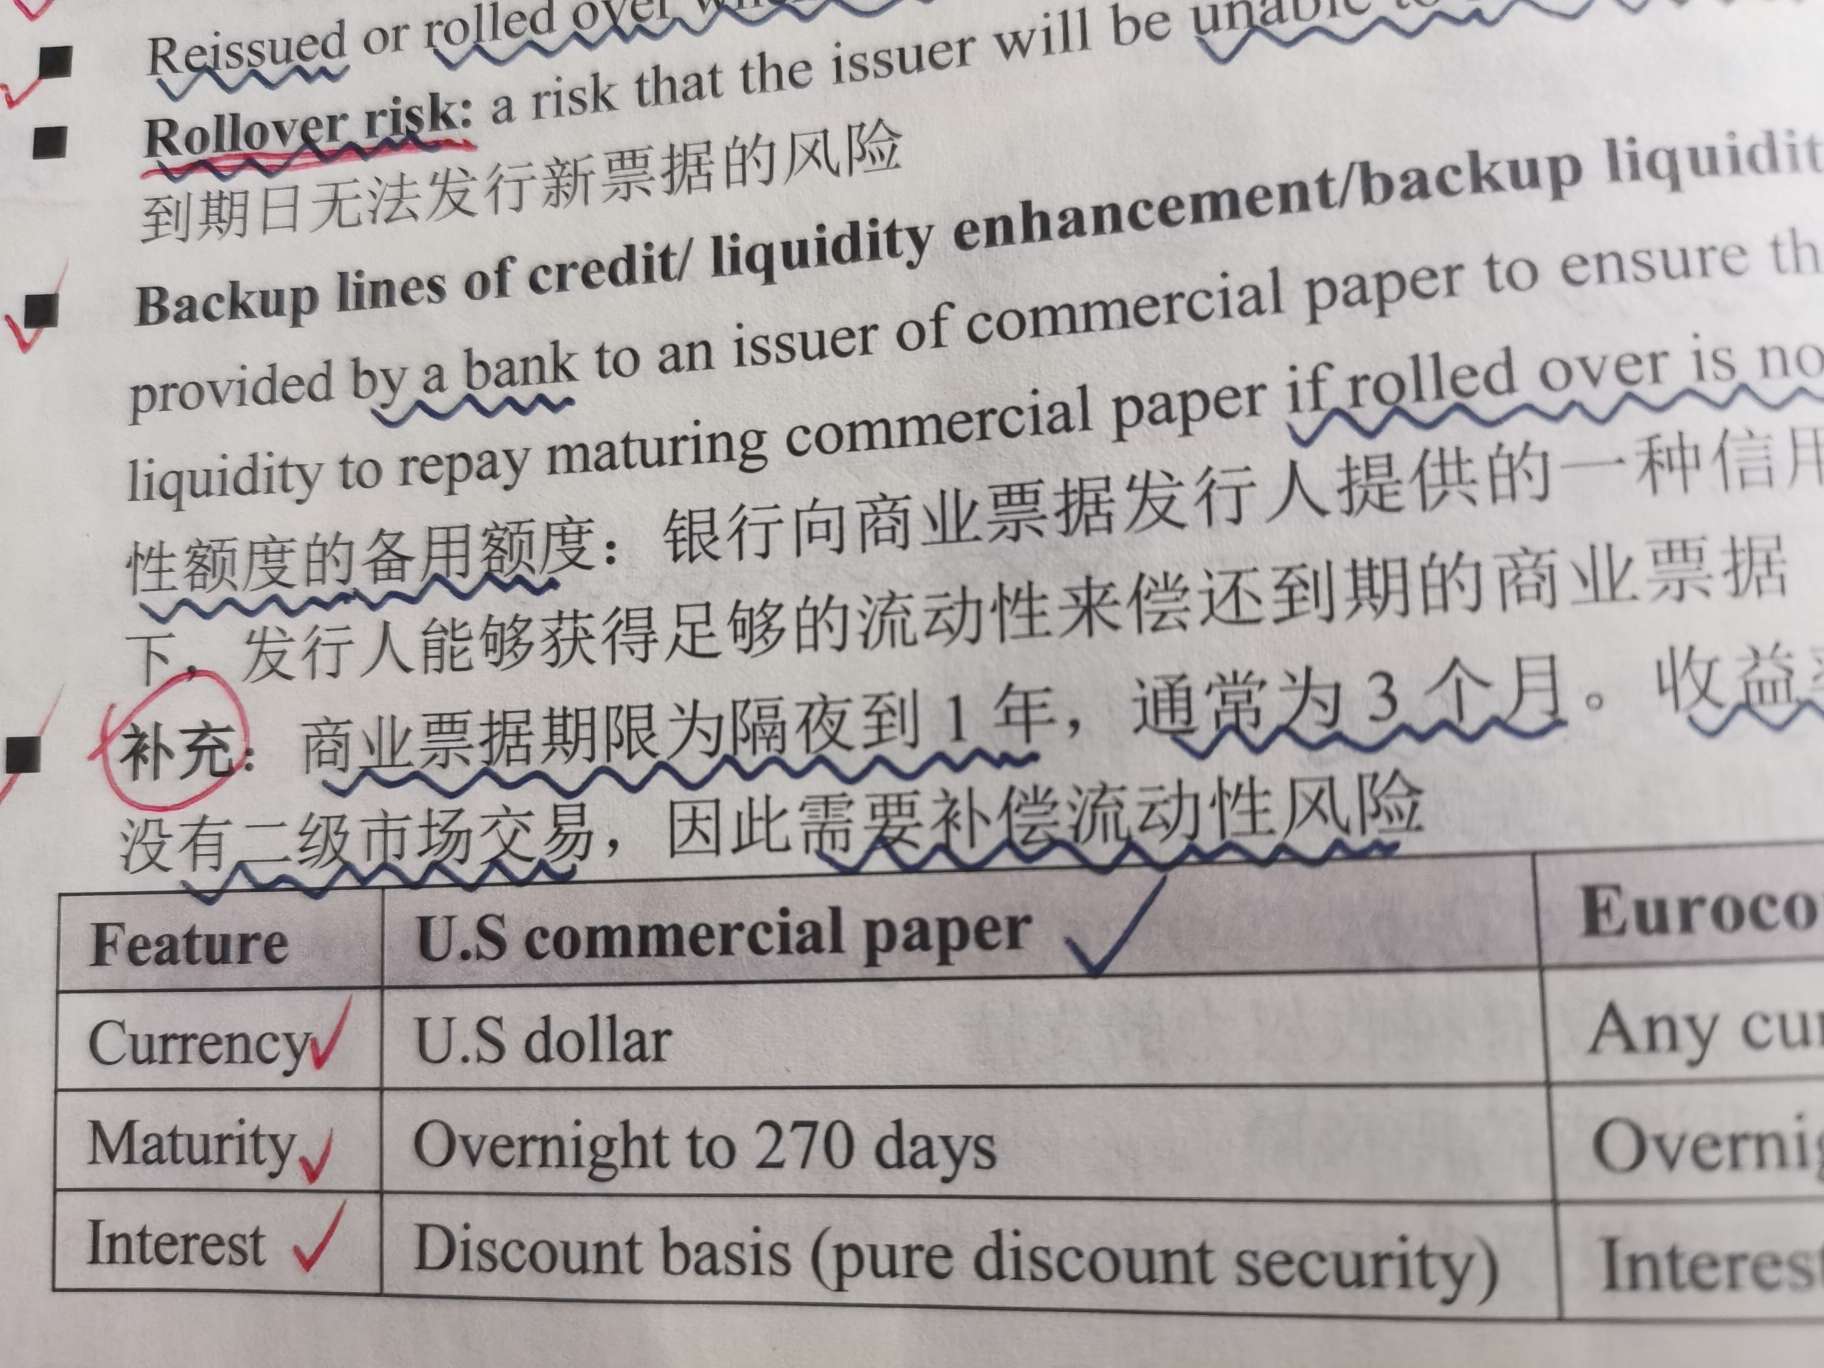 Reissued or rolled over
Rollover risk: a risk that the issuer will be unable
到期日无法发行新票据的风险
Backup lines of credit/ liquidity enhancement/backup
provided by a bank to an issuer of commercial paper to ensure
liquidity to repay maturing commercial paper if rolled over is
性额度的备用额度：银行向商业票据发行人提供的一种信
下，发行人能够获得足够的流动性来偿还到期的商业票据
补充：商业票据期限为隔夜到 1 年，通常为 3 个月。收益
没有二级市场交易，因此需要补偿流动性风险
Feature U.S commercial paper
Currency U.S dollar Any
Maturity Overnight to 270 days
Interest Discount basis (pure discount security) Interest